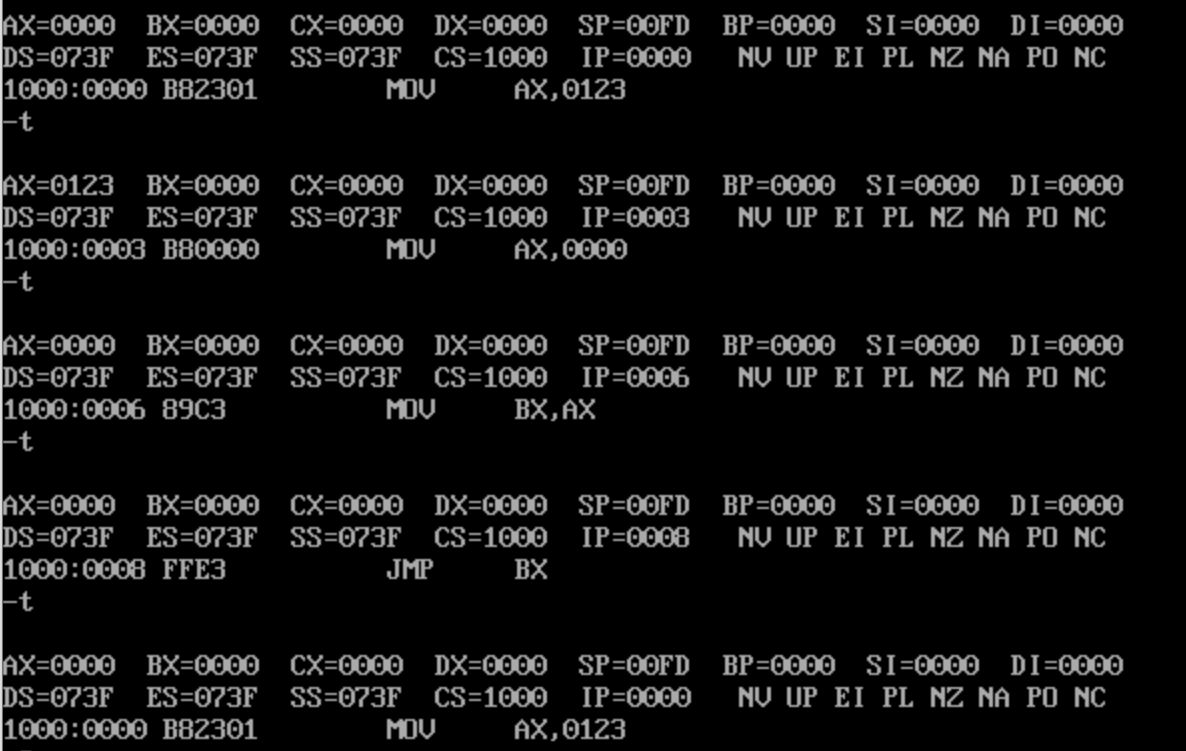 AX=0000  BX=0000  CX=0000  DX=0000  SP=00FD  BP=0000  SI=0000  DI=0000
DS=073F  ES=073F  SS=073F  CS=1000  IP=0000   NV UP EI PL NZ NA PO NC
1000:0000 B82301        MOV     AX,0123
-t
AX=0123  BX=0000  CX=0000  DX=0000  SP=00FD  BP=0000  SI=0000  DI=0000
DS=073F  ES=073F  SS=073F  CS=1000  IP=0003   NV UP EI PL NZ NA PO NC
1000:0003 B80000        MOV     AX,0000
-t
AX=0000  BX=0000  CX=0000  DX=0000  SP=00FD  BP=0000  SI=0000  DI=0000
DS=073F  ES=073F  SS=073F  CS=1000  IP=0006   NV UP EI PL NZ NA PO NC
1000:0006 89C3          MOV     BX,AX
-t
AX=0000  BX=0000  CX=0000  DX=0000  SP=00FD  BP=0000  SI=0000  DI=0000
DS=073F  ES=073F  SS=073F  CS=1000  IP=0008   NV UP EI PL NZ NA PO NC
1000:0008 FFE3          JMP     BX
-t
AX=0000  BX=0000  CX=0000  DX=0000  SP=00FD  BP=0000  SI=0000  DI=0000
DS=073F  ES=073F  SS=073F  CS=1000  IP=0000   NV UP EI PL NZ NA PO NC
1000:0000 B82301        MOV     AX,0123